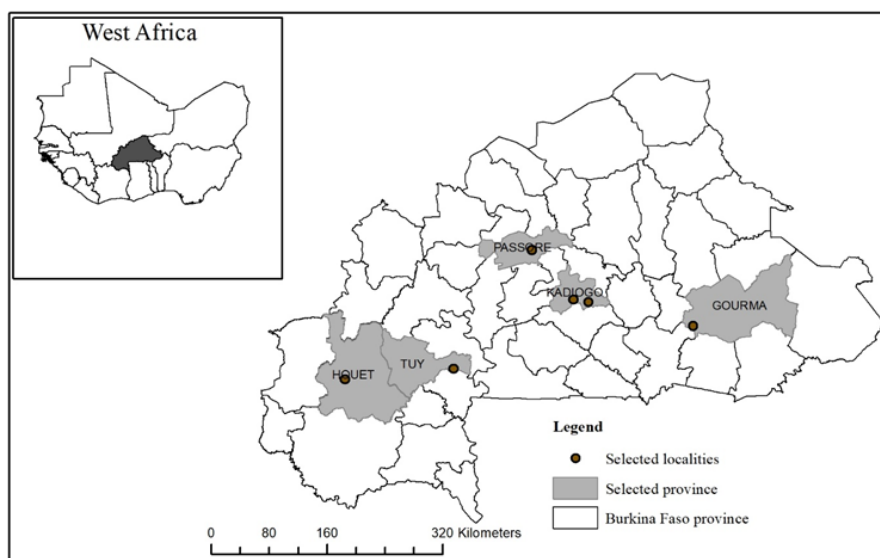 West Africa
PASSORE
KADIOGO
GOURMA
TUY
HOUET
Legend
Selected localities
Selected province
Burkina Faso province
0 80 160 320 Kilometers